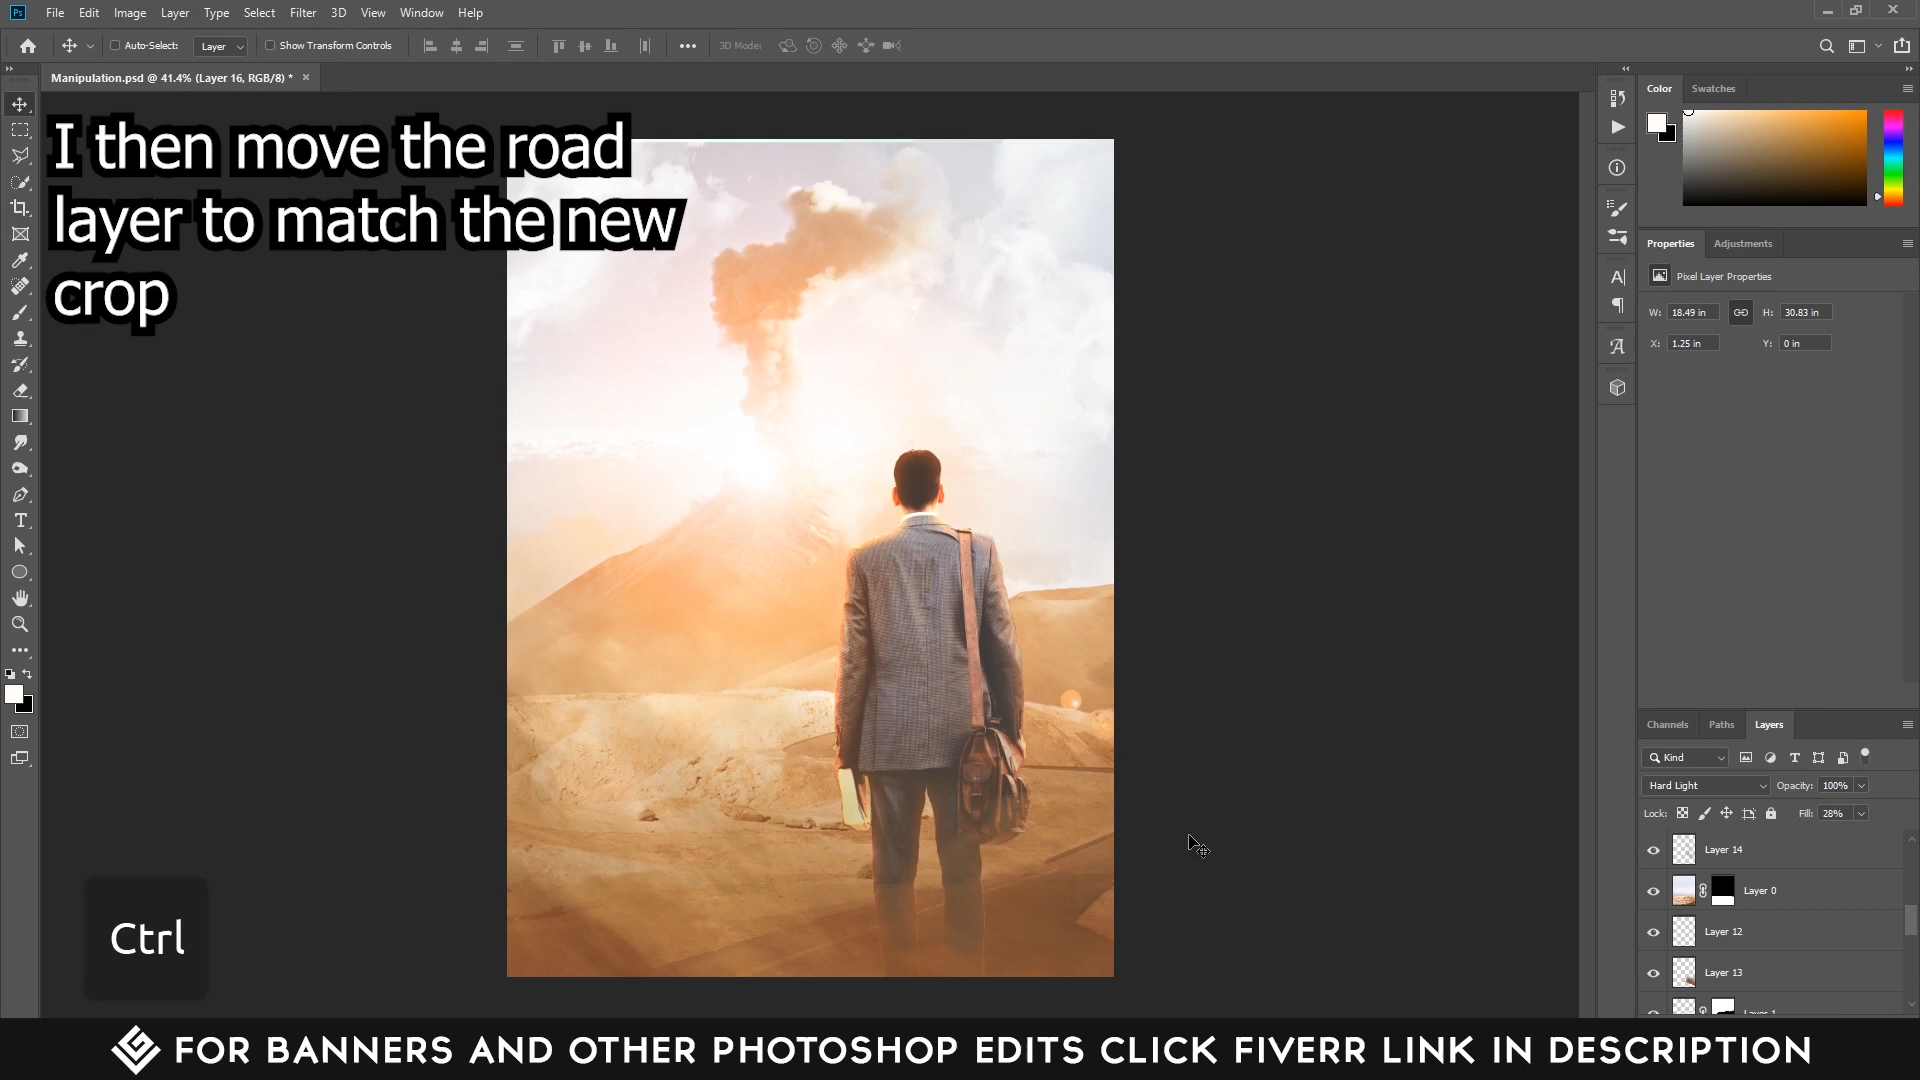 Ps File Edit Image Layer Type Select Filter 3D View Window Help
Auto-Select: Layer Show Transform Controls 3D Mode:
Manipulation.psd @ 41.4% (Layer 16, RGB/8) *
I then move the road
layer to match the new
crop
Color Swatches
Properties Adjustments
Pixel Layer Properties
W: 18.49 in H: 30.83 in
X: 1.25 in Y: 0 in
Channels Paths Layers
Kind
Hard Light Opacity: 100%
Lock: Fill: 28%
Layer 14
Layer 0
Layer 12
Layer 13
Ctrl
FOR BANNERS AND OTHER PHOTOSHOP EDITS CLICK FIVERR LINK IN DESCRIPTION